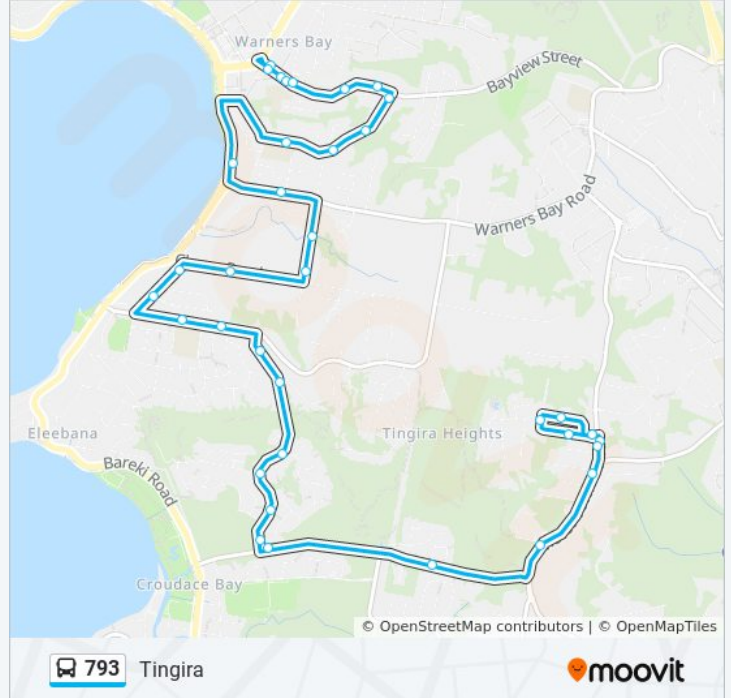 Warners Bay
Bayview Street
Warners Bay Road
Eleebana
Tingira Heights
Bareki Road
Croudace Bay
© OpenStreetMap contributors | © OpenMapTiles
793 Tingira
moovit